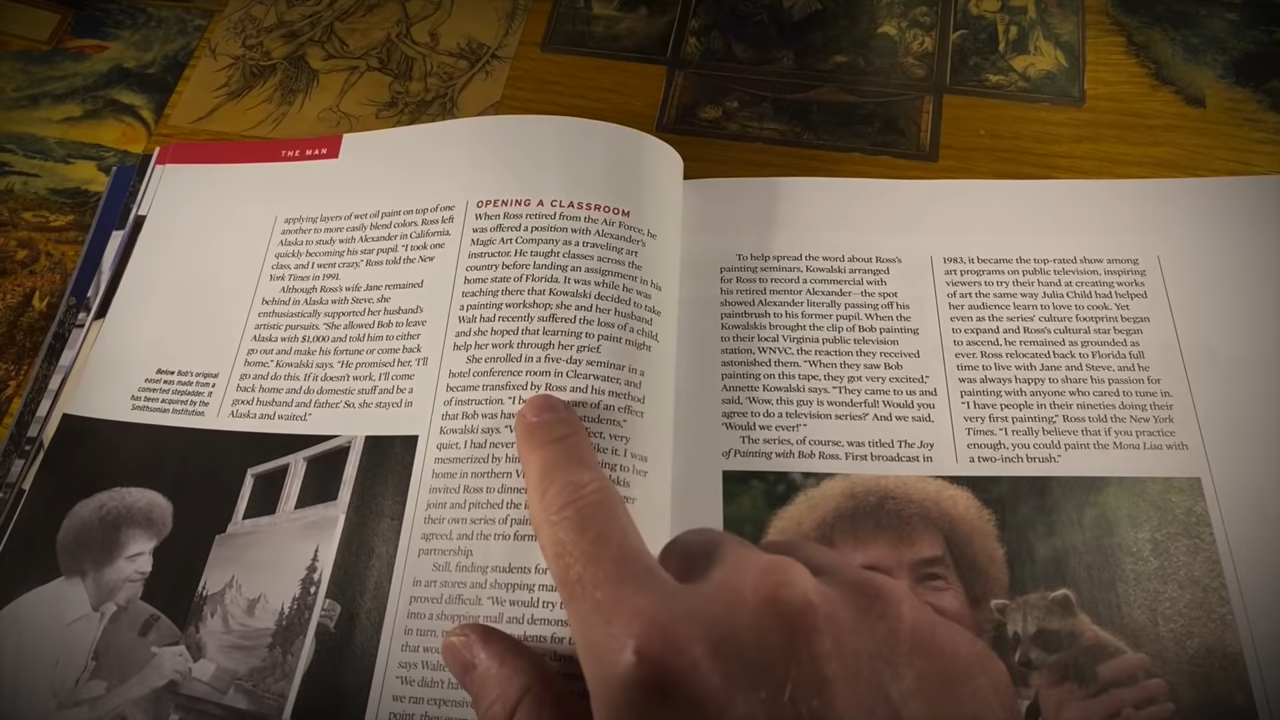 THE MAN
applying layers of wet oil paint on top of one
another to more easily blend colors. Ross left
Alaska to study with Alexander in California,
quickly becoming his star pupil. “I took one
class, and I went crazy,” Ross told the New
York Times in 1991.
Although Ross’s wife Jane remained
behind in Alaska with Steve, she
enthusiastically supported her husband’s
artistic pursuits. “She allowed Bob to leave
Alaska with $1,000 and told him to either
go out and make his fortune or come back
home,” Kowalski says. “He promised her, ‘I’ll
go and do this. If it doesn’t work, I’ll come
back home and do domestic stuff and be a
good husband and father.’ So, she stayed in
Alaska and waited.”
Below Bob’s original
easel was made from a
converted stepladder. It
has been acquired by the
Smithsonian Institution.
OPENING A CLASSROOM
When Ross retired from the Air Force, he
was offered a position with Alexander’s
Magic Art Company as a traveling art
instructor. He taught classes across the
country before landing an assignment in his
home state of Florida. It was while he was
teaching there that Kowalski decided to take
a painting workshop; she and her husband
Walt had recently suffered the loss of a child,
and she hoped that learning to paint might
help her work through her grief.
She enrolled in a five-day seminar in a
hotel conference room in Clearwater, and
became transfixed by Ross and his method
of instruction. “I of an effect
that Bob was students,”
Kowalski says. very
quiet, I had never like it. I was
mesmerized by to her
home in northern
invited Ross to dinner
joint and pitched the
their own series of
agreed, and the trio
partnership.
Still, finding students for
in art stores and shopping
proved difficult. “We would try
into a shopping mall and
in turn, for
that days
says
“We didn’t
we ran expensive
point, they
To help spread the word about Ross’s
painting seminars, Kowalski arranged
for Ross to record a commercial with
his retired mentor Alexander—the spot
showed Alexander literally passing off his
paintbrush to his former pupil. When the
Kowalskis brought the clip of Bob painting
to their local Virginia public television
station, WNVC, the reaction they received
astonished them. “When they saw Bob
painting on this tape, they got very excited,”
Annette Kowalski says. “They came to us and
said, ‘Wow, this guy is wonderful! Would you
agree to do a television series?’ And we said,
‘Would we ever!’”
The series, of course, was titled The Joy
of Painting with Bob Ross. First broadcast in
1983, it became the top-rated show among
art programs on public television, inspiring
viewers to try their hand at creating works
of art the same way Julia Child had helped
her audience learn to love to cook. Yet
even as the series’ culture footprint began
to expand and Ross’s cultural star began
to ascend, he remained as grounded as
ever. Ross relocated back to Florida full
time to live with Jane and Steve, and he
was always happy to share his passion for
painting with anyone who cared to tune in.
“I have people in their nineties doing their
very first painting,” Ross told the New York
Times. “I really believe that if you practice
enough, you could paint the Mona Lisa with
a two-inch brush.”